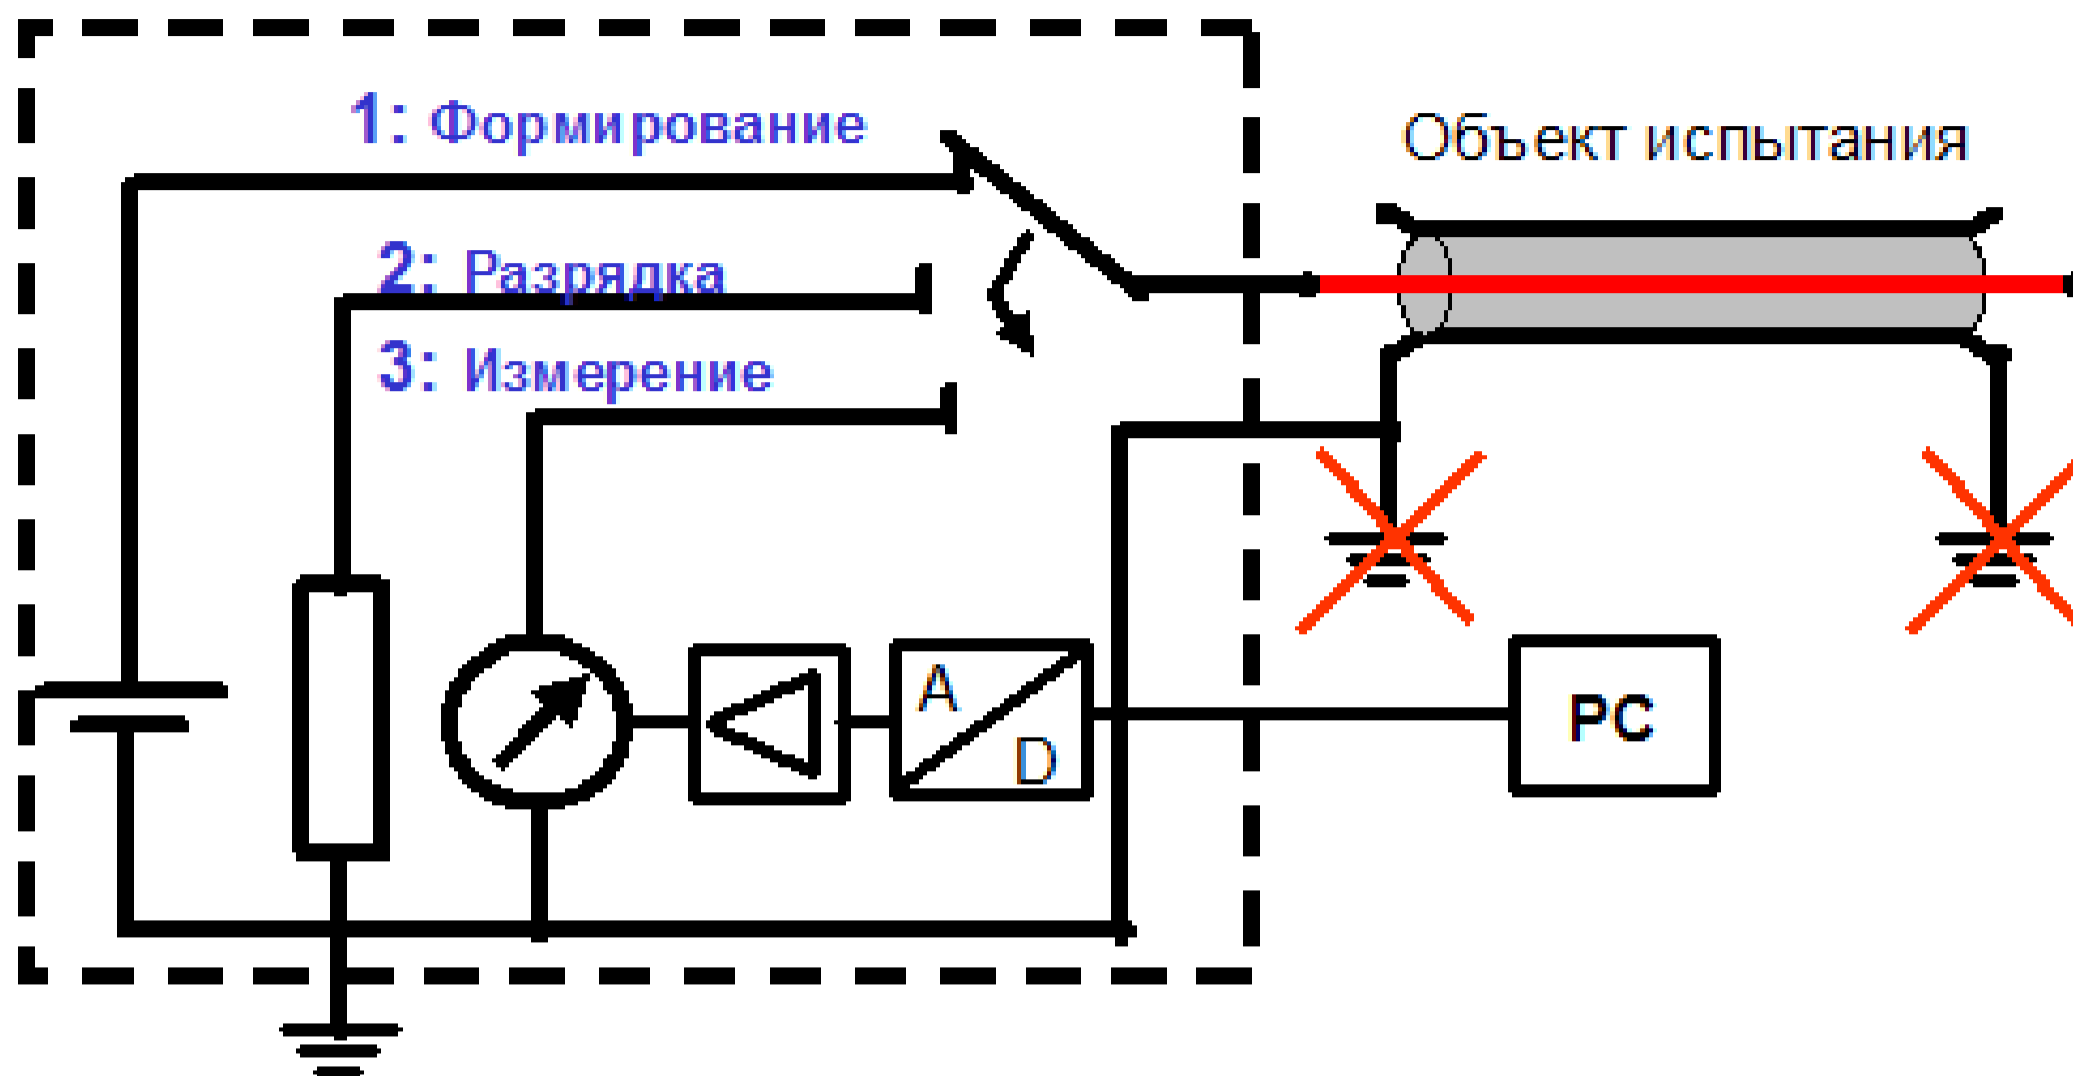 1: Формирование
Объект испытания
2: Разрядка
3: Измерение
A
D
PC